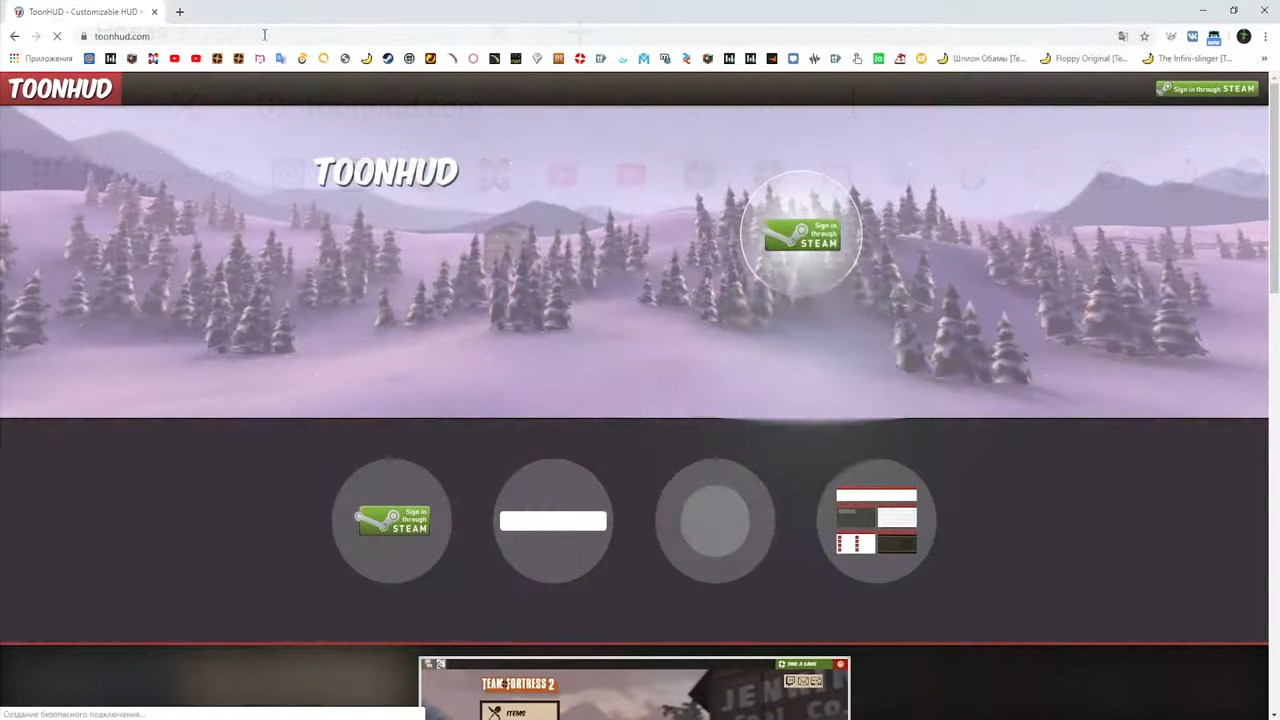 ToonHUD - Customizable HUD
toonhud.com
Приложения
Шпион Обамы [Te...
Floppy Original [Te...
The Infini-slinger [T...
TOONHUD
Sign in through STEAM
TOONHUD
Sign in
through
STEAM
Sign in
through
STEAM
FIND A GAME
TEAM FORTRESS 2
ITEMS
Создание безопасного подключения...